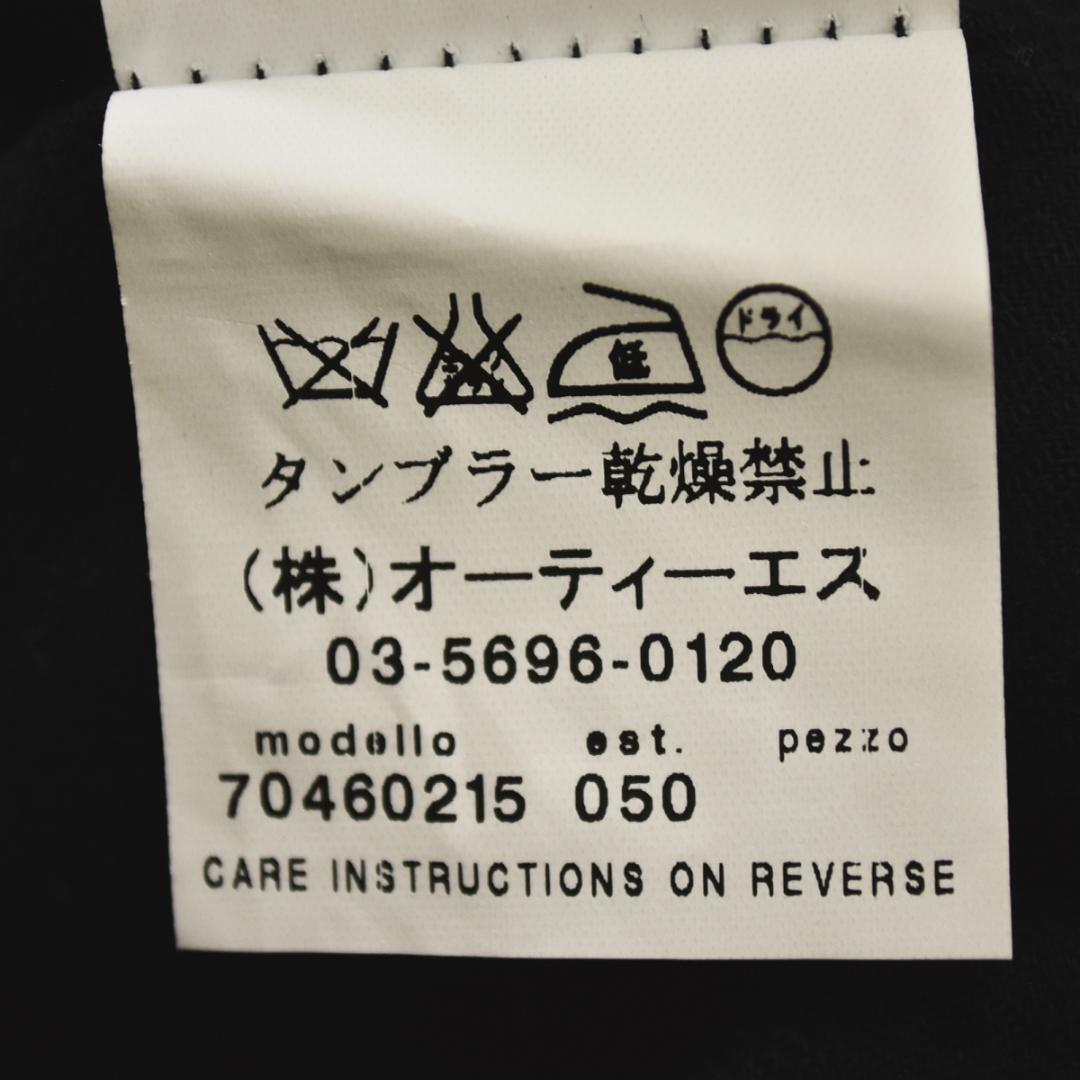 低 ドライ
タンブラー乾燥禁止
(株)オーティーエス
03-5696-0120
modello est. pezzo
70460215 050
CARE INSTRUCTIONS ON REVERSE